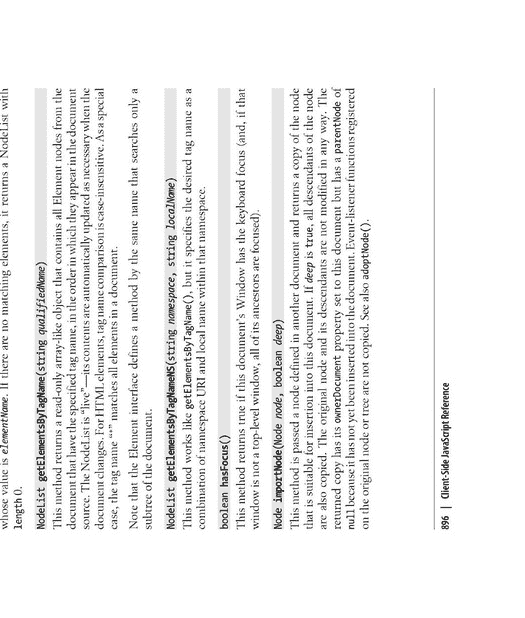 whose value is elementName. If there are no matching elements, it returns a NodeList with
length 0.
NodeList getElementsByTagName(string qualifiedName)
This method returns a read-only array-like object that contains all Element nodes from the
document that have the specified tag name, in the order in which they appear in the document
source. The NodeList is “live”—its contents are automatically updated as necessary when the
document changes. For HTML elements, tag name comparison is case-insensitive. As a special
case, the tag name “*” matches all elements in a document.
Note that the Element interface defines a method by the same name that searches only a
subtree of the document.
NodeList getElementsByTagNameNS(string namespace, string localName)
This method works like getElementsByTagName(), but it specifies the desired tag name as a
combination of namespace URI and local name within that namespace.
boolean hasFocus()
This method returns true if this document’s Window has the keyboard focus (and, if that
window is not a top-level window, all of its ancestors are focused).
Node importNode(Node node, boolean deep)
This method is passed a node defined in another document and returns a copy of the node
that is suitable for insertion into this document. If deep is true, all descendants of the node
are also copied. The original node and its descendants are not modified in any way. The
returned copy has its ownerDocument property set to this document but has a parentNode of
null because it has not yet been inserted into the document. Event-listener functions registered
on the original node or tree are not copied. See also adoptNode().
896 | Client-Side JavaScript Reference